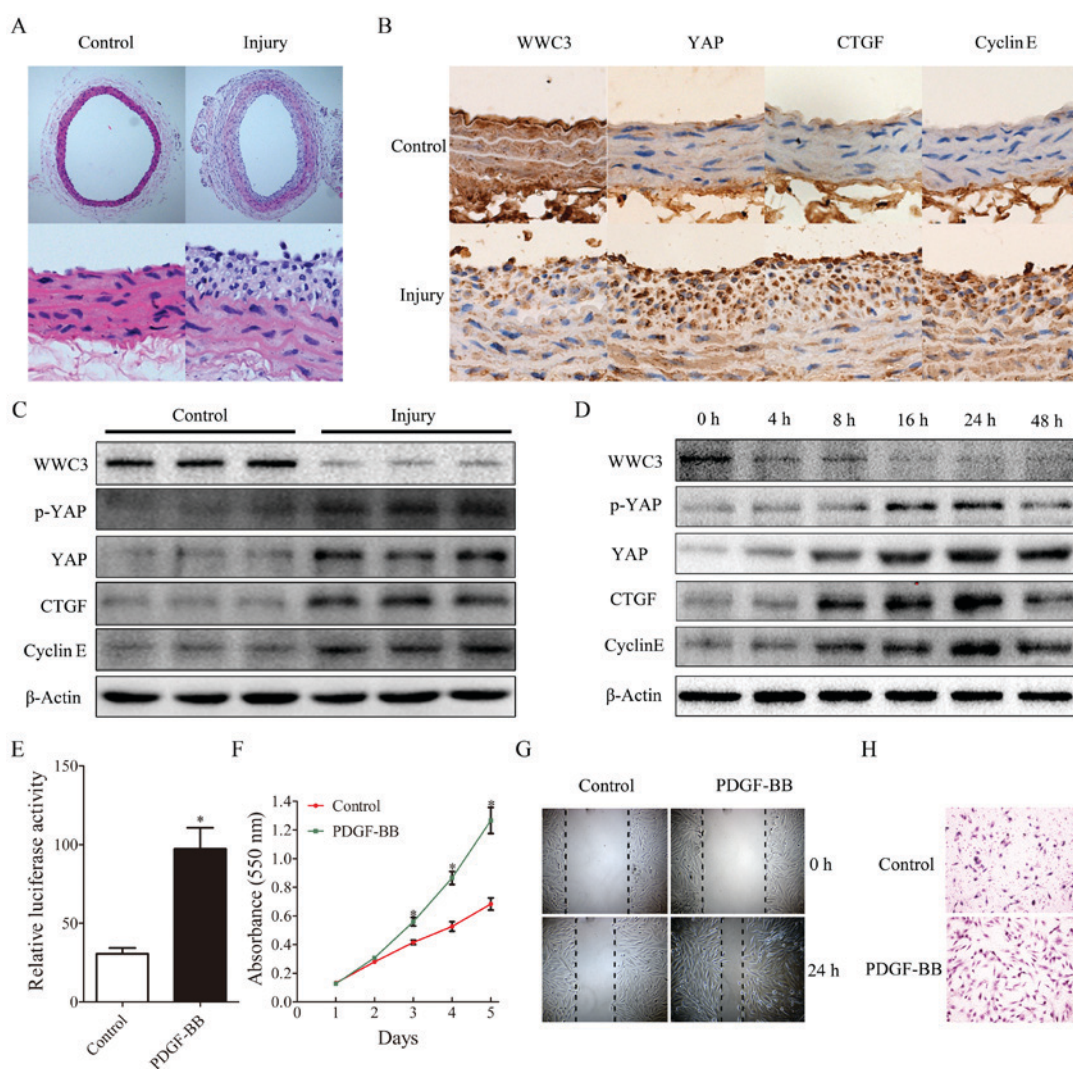 A
Control Injury
B
WWC3 YAP CTGF Cyclin E
Control
Injury
C
Control Injury
WWC3
p-YAP
YAP
CTGF
Cyclin E
β-Actin
D
0 h 4 h 8 h 16 h 24 h 48 h
WWC3
p-YAP
YAP
CTGF
CyclinE
β-Actin
E
Relative luciferase activity
150
100
50
0
*
Control
PDGF-BB
F
Absorbance (550 nm)
1.4
1.2
1.0
0.8
0.6
0.4
0.2
0.0
Control
PDGF-BB
* * *
0 1 2 3 4 5
Days
G
Control PDGF-BB
0 h
24 h
H
Control
PDGF-BB